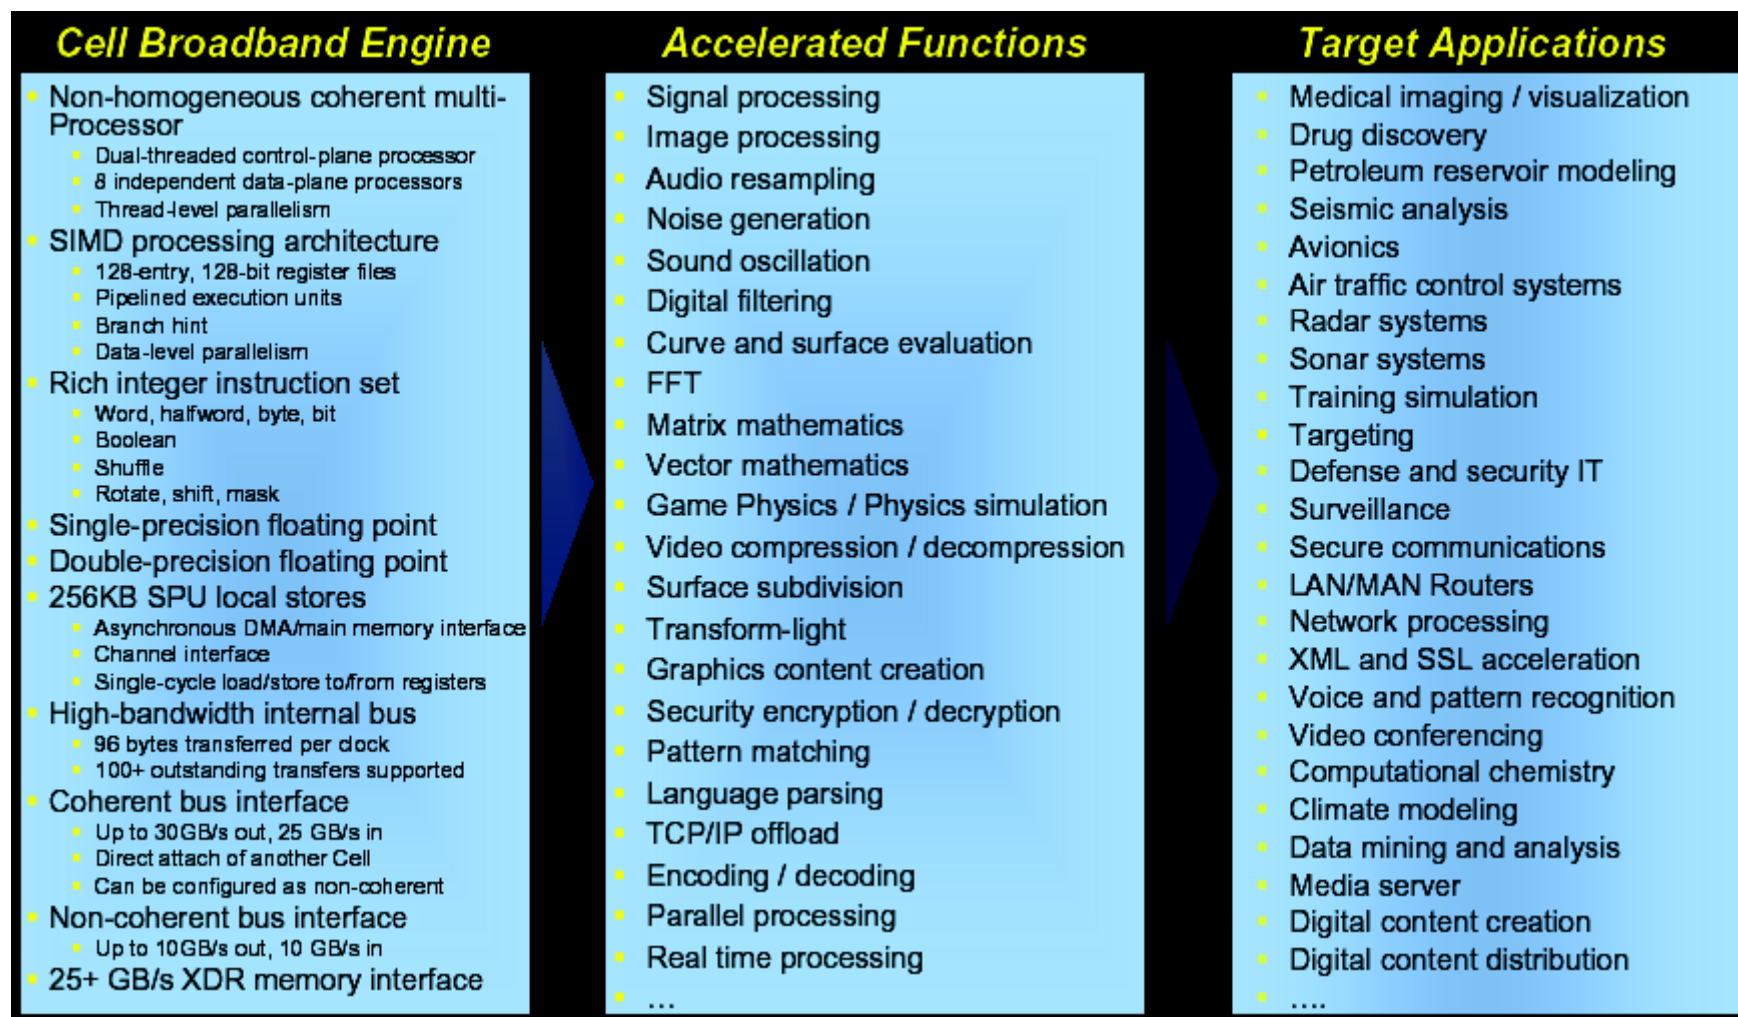 Cell Broadband Engine
Non-homogeneous coherent multi-
Processor
Dual-threaded control-plane processor
8 independent data-plane processors
Thread-level parallelism
SIMD processing architecture
128-entry, 128-bit register files
Pipelined execution units
Branch hint
Data-level parallelism
Rich integer instruction set
Word, halfword, byte, bit
Boolean
Shuffle
Rotate, shift, mask
Single-precision floating point
Double-precision floating point
256KB SPU local stores
Asynchronous DMA/main memory interface
Channel interface
Single-cycle load/store to/from registers
High-bandwidth internal bus
96 bytes transferred per clock
100+ outstanding transfers supported
Coherent bus interface
Up to 30GB/s out, 25 GB/s in
Direct attach of another Cell
Can be configured as non-coherent
Non-coherent bus interface
Up to 10GB/s out, 10 GB/s in
25+ GB/s XDR memory interface
Accelerated Functions
Signal processing
Image processing
Audio resampling
Noise generation
Sound oscillation
Digital filtering
Curve and surface evaluation
FFT
Matrix mathematics
Vector mathematics
Game Physics / Physics simulation
Video compression / decompression
Surface subdivision
Transform-light
Graphics content creation
Security encryption / decryption
Pattern matching
Language parsing
TCP/IP offload
Encoding / decoding
Parallel processing
Real time processing
...
Target Applications
Medical imaging / visualization
Drug discovery
Petroleum reservoir modeling
Seismic analysis
Avionics
Air traffic control systems
Radar systems
Sonar systems
Training simulation
Targeting
Defense and security IT
Surveillance
Secure communications
LAN/MAN Routers
Network processing
XML and SSL acceleration
Voice and pattern recognition
Video conferencing
Computational chemistry
Climate modeling
Data mining and analysis
Media server
Digital content creation
Digital content distribution
....